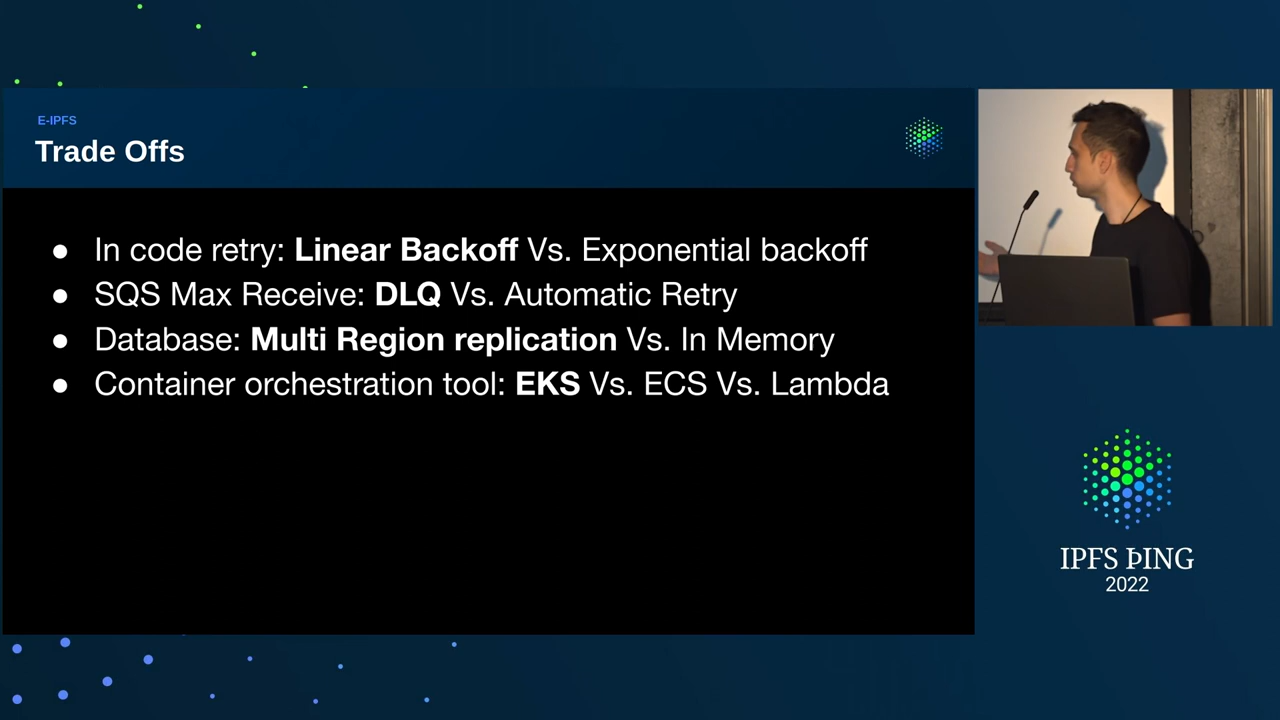 E-IPFS
Trade Offs
● In code retry: Linear Backoff Vs. Exponential backoff
● SQS Max Receive: DLQ Vs. Automatic Retry
● Database: Multi Region replication Vs. In Memory
● Container orchestration tool: EKS Vs. ECS Vs. Lambda
IPFS ÞING
2022